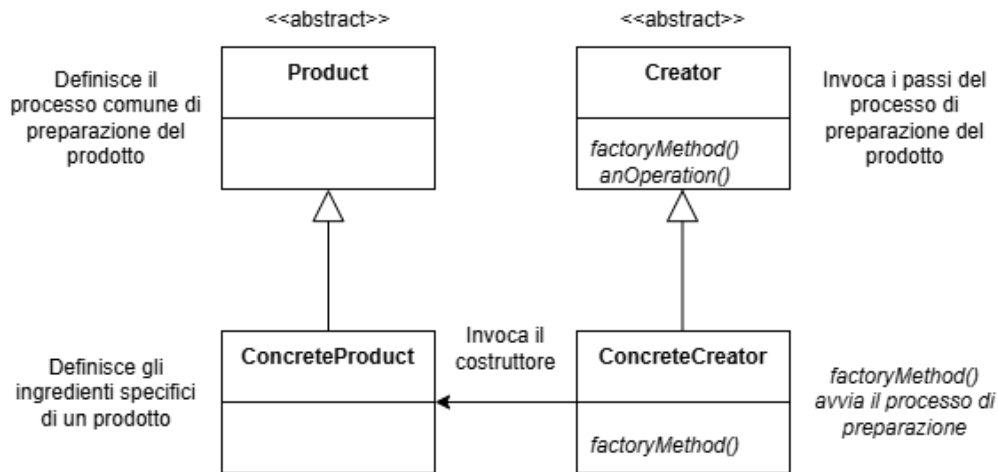 <<abstract>>
<<abstract>>
Definisce il
processo comune di
preparazione del
prodotto
Product
Creator
factoryMethod()
anOperation()
Invoca i passi del
processo di
preparazione del
prodotto
Definisce gli
ingredienti specifici
di un prodotto
ConcreteProduct
Invoca il
costruttore
ConcreteCreator
factoryMethod()
factoryMethod()
avvia il processo di
preparazione